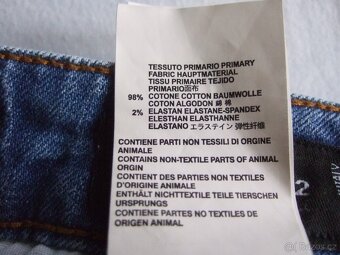 TESSUTO PRIMARIO PRIMARY
FABRIC HAUPTMATERIAL
TISSU PRIMAIRE TEJIDO
PRIMARIO面布
98% COTONE COTTON BAUMWOLLE
COTON ALGODON 綿 棉
2% ELASTAN ELASTANE-SPANDEX
ELESTHAN ELASTHANNE
ELASTANO エラステイン 弹性纤维
CONTIENE PARTI NON TESSILI DI ORGINE
ANIMALE
CONTAINS NON-TEXTILE PARTS OF ANIMAL
ORGIN
CONTIENE DES PARTIES NON TEXTILES
D'ORIGINE ANIMALE
ENTHÄLT NICHTTEXTILE TEILE TIERSCHEN
URSPRUNGS
CONTIENE PARTES NO TEXTILES DE
ORIGEN ANIMAL
2